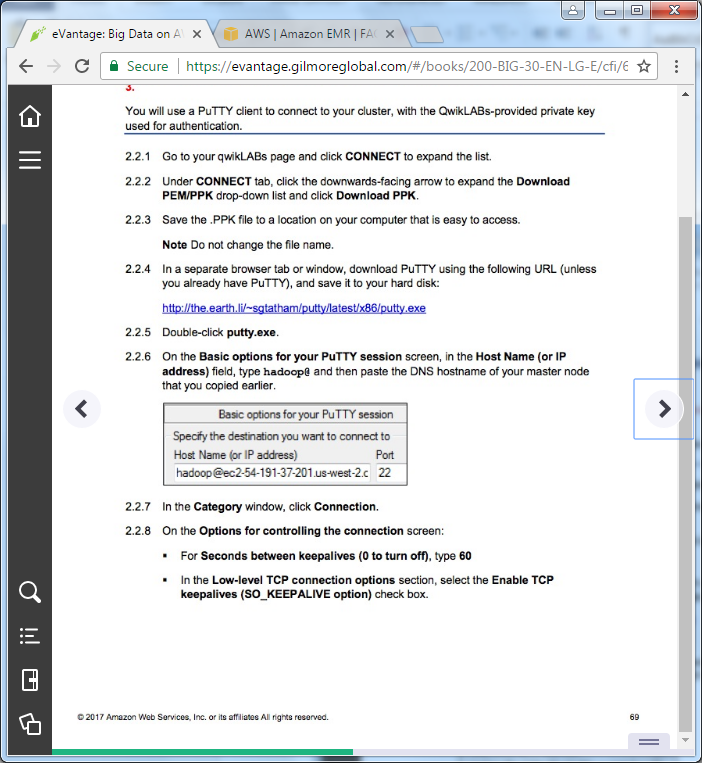 eVantage: Big Data on A
AWS | Amazon EMR | FA
Secure | https://evantage.gilmoreglobal.com/#/books/200-BIG-30-EN-LG-E/cfi/6
3.
You will use a PuTTY client to connect to your cluster, with the QwikLABs-provided private key
used for authentication.
2.2.1 Go to your qwikLABs page and click CONNECT to expand the list.
2.2.2 Under CONNECT tab, click the downwards-facing arrow to expand the Download
PEM/PPK drop-down list and click Download PPK.
2.2.3 Save the .PPK file to a location on your computer that is easy to access.
Note Do not change the file name.
2.2.4 In a separate browser tab or window, download PuTTY using the following URL (unless
you already have PuTTY), and save it to your hard disk:
http://the.earth.li/~sgtatham/putty/latest/x86/putty.exe
2.2.5 Double-click putty.exe.
2.2.6 On the Basic options for your PuTTY session screen, in the Host Name (or IP
address) field, type hadoop@ and then paste the DNS hostname of your master node
that you copied earlier.
Basic options for your PuTTY session
Specify the destination you want to connect to
Host Name (or IP address) Port
hadoop@ec2-54-191-37-201.us-west-2.c 22
2.2.7 In the Category window, click Connection.
2.2.8 On the Options for controlling the connection screen:
▪ For Seconds between keepalives (0 to turn off), type 60
▪ In the Low-level TCP connection options section, select the Enable TCP
keepalives (SO_KEEPALIVE option) check box.
© 2017 Amazon Web Services, Inc. or its affiliates All rights reserved. 69